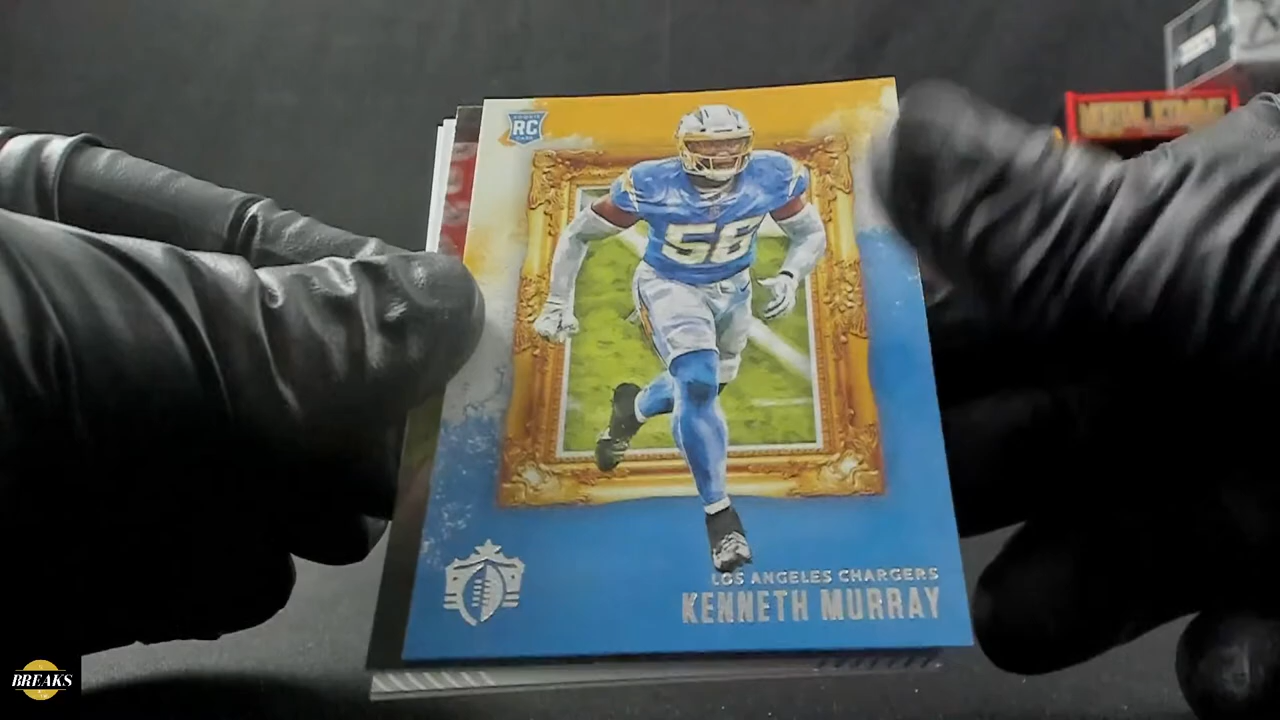 RC
56
LOS ANGELES CHARGERS
KENNETH MURRAY
BREAKS